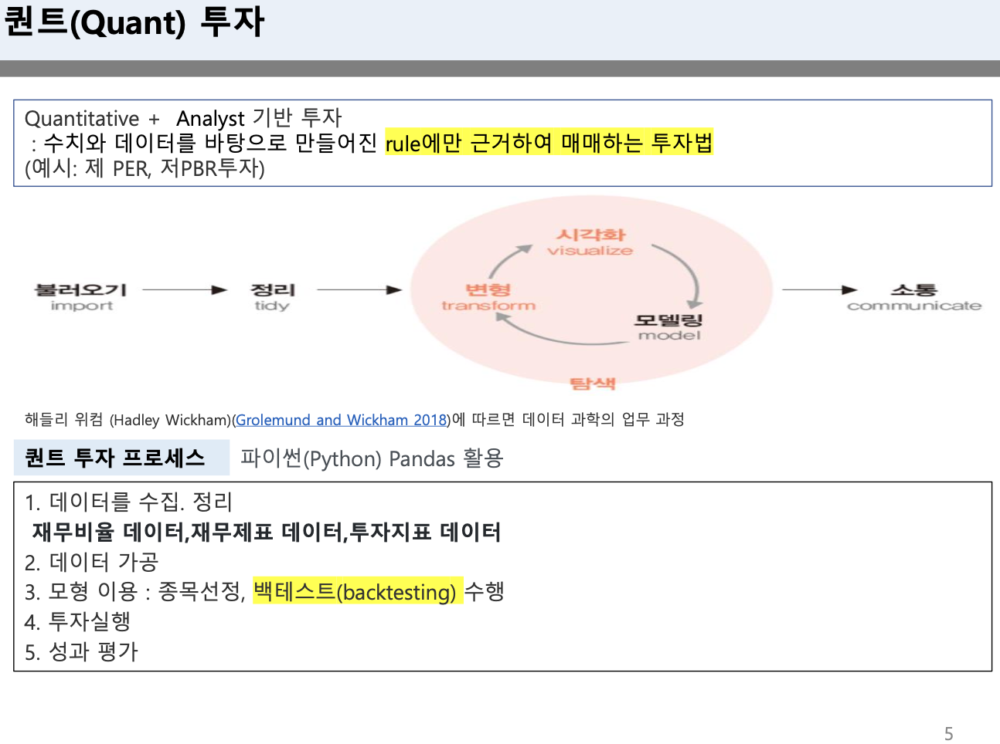 퀀트(Quant) 투자
Quantitative + Analyst 기반 투자
: 수치와 데이터를 바탕으로 만들어진 rule에만 근거하여 매매하는 투자법
(예시: 제 PER, 저PBR투자)
시각화
visualize
불러오기
import
정리
tidy
변형
transform
모델링
model
소통
communicate
탐색
해들리 위컴 (Hadley Wickham)(Grolemund and Wickham 2018)에 따르면 데이터 과학의 업무 과정
퀀트 투자 프로세스 파이썬(Python) Pandas 활용
1. 데이터를 수집. 정리
재무비율 데이터,재무제표 데이터,투자지표 데이터
2. 데이터 가공
3. 모형 이용 : 종목선정, 백테스트(backtesting) 수행
4. 투자실행
5. 성과 평가
5